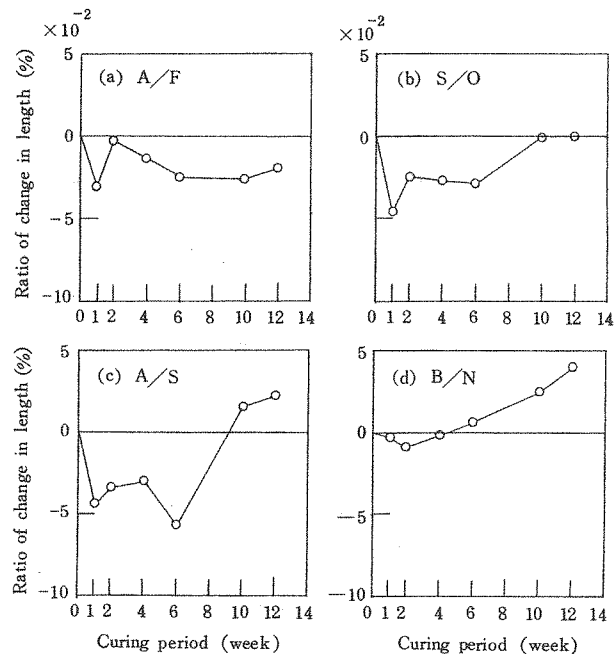 ×10⁻² ×10⁻²
5 5
(a) A/F (b) S/O
0 0
−5
−10
Ratio of change in length (%)
0 1 2 4 6 8 10 12 14 0 1 2 4 6 8 10 12 14
5 5
(c) A/S (d) B/N
0 0
−5 −5
−10 −10
Ratio of change in length (%)
0 1 2 4 6 8 10 12 14 0 1 2 4 6 8 10 12 14
Curing period (week) Curing period (week)